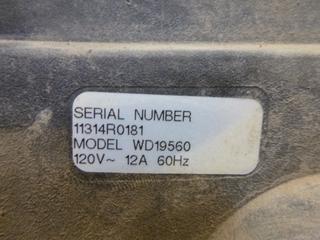 SERIAL NUMBER
11314R0181
MODEL WD19560
120V~ 12A 60Hz